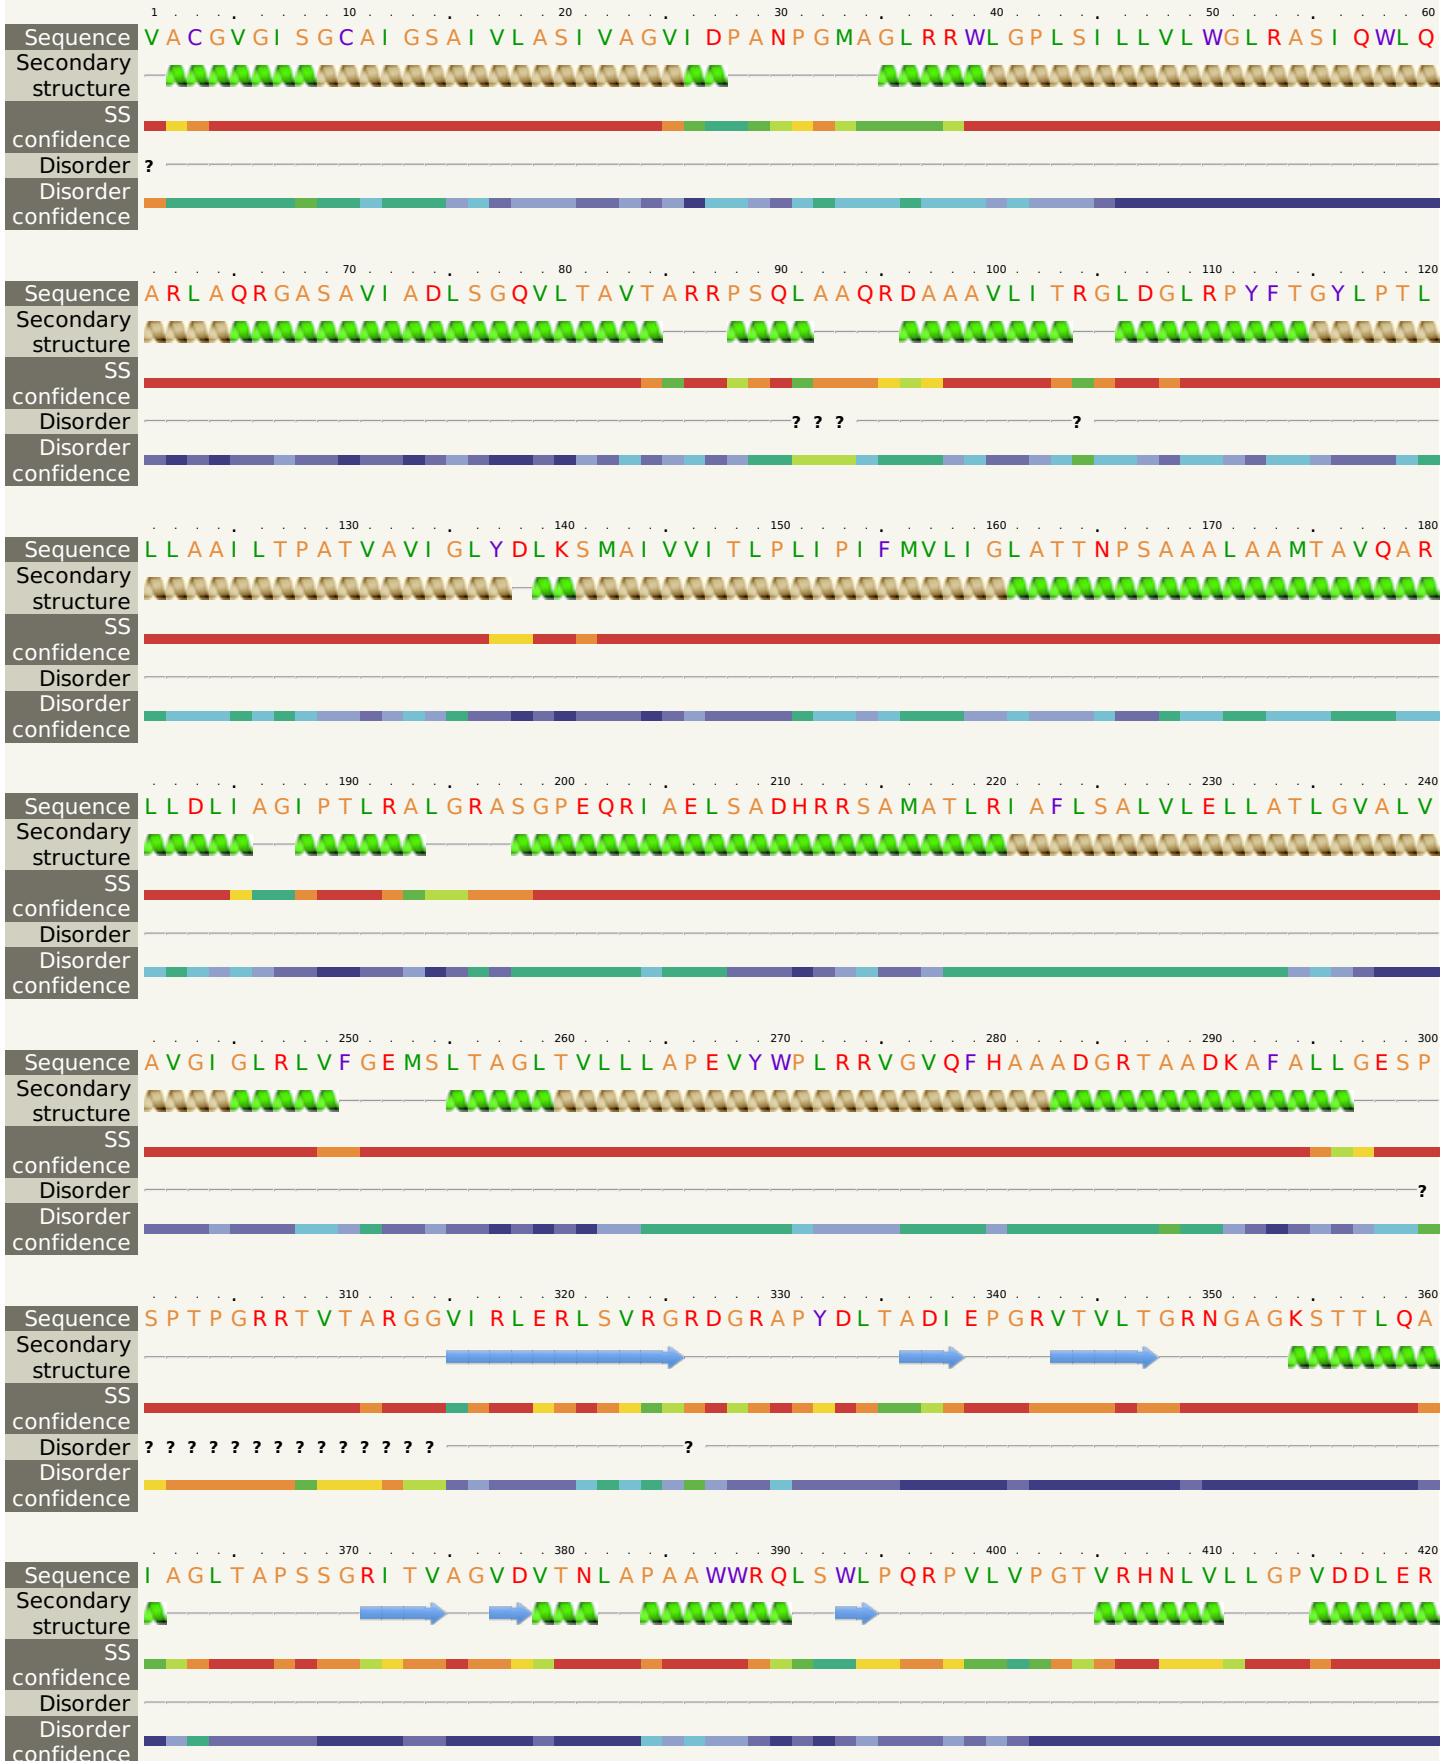 1 10 20 30 40 50 60
Sequence VACGVGISGCAIGSAIVLASIVAGVIDPANPGMAGLRRWLGPLSILLVLWGLRASIQWLQ
Secondary
structure
SS
confidence
Disorder ?
Disorder
confidence
70 80 90 100 110 120
Sequence ARLAQRGASAVIADLSGQVLTAVTARRPSQLAAQRDAAAVLITRGLDGLRPYFTGYLPTL
Secondary
structure
SS
confidence
Disorder ? ? ? ?
Disorder
confidence
130 140 150 160 170 180
Sequence LLAAILTPATVAVIGLYDLKSMAIVVITLPLIPIFMVLIGLATTNPSAAALAAMTAVQAR
Secondary
structure
SS
confidence
Disorder
Disorder
confidence
190 200 210 220 230 240
Sequence LLDLIAGIPTLRALGRASGPEQRIAELSADHRRSAMATLRIAFLSALVLELLATLGVALV
Secondary
structure
SS
confidence
Disorder
Disorder
confidence
250 260 270 280 290 300
Sequence AVGIGLRLVFGEMSLTAGLTVLLLAPEVYWPLRRVGVQFHAAADGRTAADKAFALLGESP
Secondary
structure
SS
confidence
Disorder ?
Disorder
confidence
310 320 330 340 350 360
Sequence SPTPGRRTVTARGGVIRLERLSVRGRDGRAPYDLTADIEPGRVTVLTGRNGAGKSTTLQA
Secondary
structure
SS
confidence
Disorder ? ? ? ? ? ? ? ? ? ? ? ? ? ? ?
Disorder
confidence
370 380 390 400 410 420
Sequence IAGLTAPSSGRITVAGVDVTNLAPAAWWRQLSWLPQRPVLVPGTVRHNLVLLGPVDDLER
Secondary
structure
SS
confidence
Disorder
Disorder
confidence